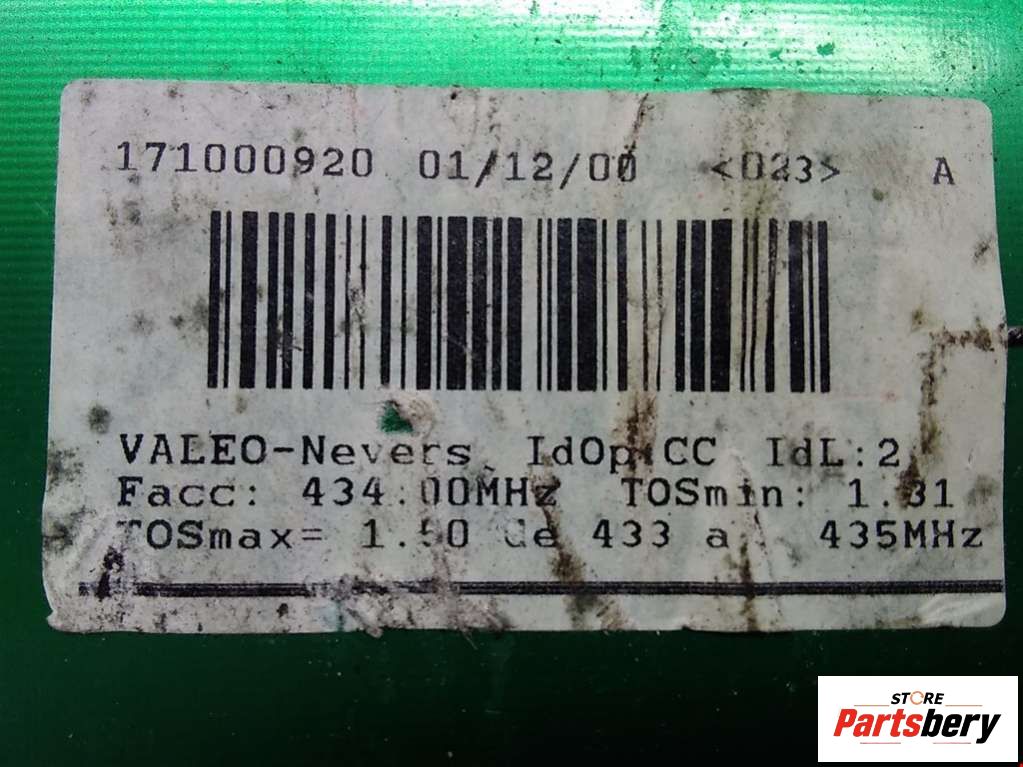 171000920 01/12/00 <023> A
VALEO-Nevers, IdOp:CC IdL:2
Facc: 434.00MHz TOSmin: 1.31
TOSmax= 1.50 de 433 a 435MHz
STORE
Partsbery